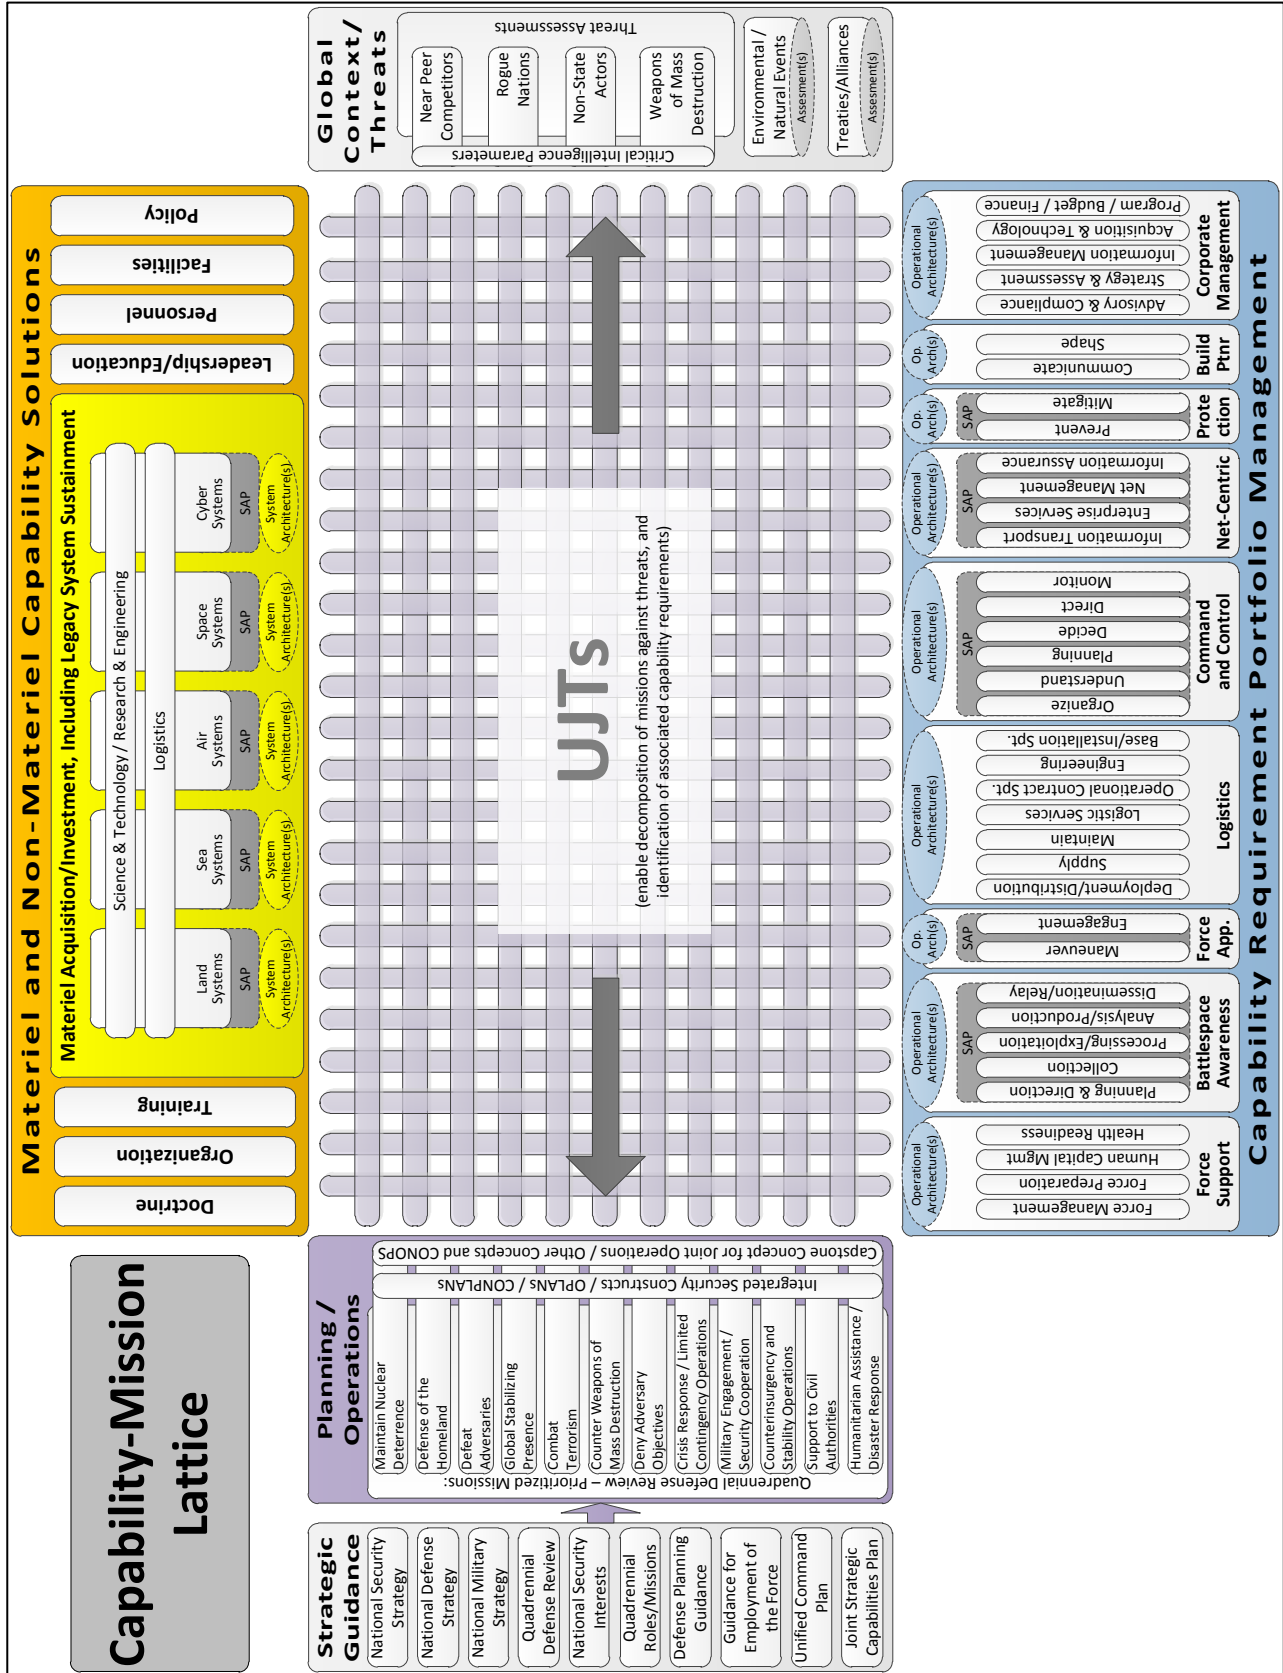 Capability-Mission
Lattice
Strategic
Guidance
National Security
Strategy
National Defense
Strategy
National Military
Strategy
Quadrennial
Defense Review
National Security
Interests
Quadrennial
Roles/Missions
Defense Planning
Guidance
Guidance for
Employment of
the Force
Unified Command
Plan
Joint Strategic
Capabilities Plan
Planning /
Operations
Quadrennial Defense Review – Prioritized Missions:
Maintain Nuclear
Deterrence
Defense of the
Homeland
Defeat
Adversaries
Global Stabilizing
Presence
Combat
Terrorism
Counter Weapons of
Mass Destruction
Deny Adversary
Objectives
Crisis Response / Limited
Contingency Operations
Military Engagement /
Security Cooperation
Counterinsurgency and
Stability Operations
Support to Civil
Authorities
Humanitarian Assistance /
Disaster Response
Integrated Security Constructs / OPLANs / CONPLANs
Capstone Concept for Joint Operations / Other Concepts and CONOPS
Materiel and Non-Materiel Capability Solutions
Doctrine
Organization
Training
Materiel Acquisition/Investment, Including Legacy System Sustainment
Science & Technology / Research & Engineering
Logistics
Land
Systems
SAP
System
Architecture(s)
Sea
Systems
SAP
System
Architecture(s)
Air
Systems
SAP
System
Architecture(s)
Space
Systems
SAP
System
Architecture(s)
Cyber
Systems
SAP
System
Architecture(s)
Leadership/Education
Personnel
Facilities
Policy
UJTs
(enable decomposition of missions against threats, and
identification of associated capability requirements)
Global
Context/
Threats
Threat Assessments
Near Peer
Competitors
Rogue
Nations
Non-State
Actors
Weapons
of Mass
Destruction
Critical Intelligence Parameters
Environmental /
Natural Events
Assesment(s)
Treaties/Alliances
Assesment(s)
Operational
Architecture(s)
Force Management
Force Preparation
Human Capital Mgmt
Health Readiness
Force
Support
Operational
Architecture(s)
SAP
Planning & Direction
Collection
Processing/Exploitation
Analysis/Production
Dissemination/Relay
Battlespace
Awareness
Op.
Arch(s)
SAP
Maneuver
Engagement
Force
App.
Operational
Architecture(s)
Deployment/Distribution
Supply
Maintain
Logistic Services
Operational Contract Spt.
Engineering
Base/Installation Spt.
Logistics
Operational
Architecture(s)
SAP
Organize
Understand
Planning
Decide
Direct
Monitor
Command
and Control
Operational
Architecture(s)
SAP
Information Transport
Enterprise Services
Net Management
Information Assurance
Net-Centric
Op.
Arch(s)
SAP
Prevent
Mitigate
Prote
ction
Op.
Arch(s)
Communicate
Shape
Build
Ptnr
Operational
Architecture(s)
Advisory & Compliance
Strategy & Assessment
Information Management
Acquisition & Technology
Program / Budget / Finance
Corporate
Management
Capability Requirement Portfolio Management